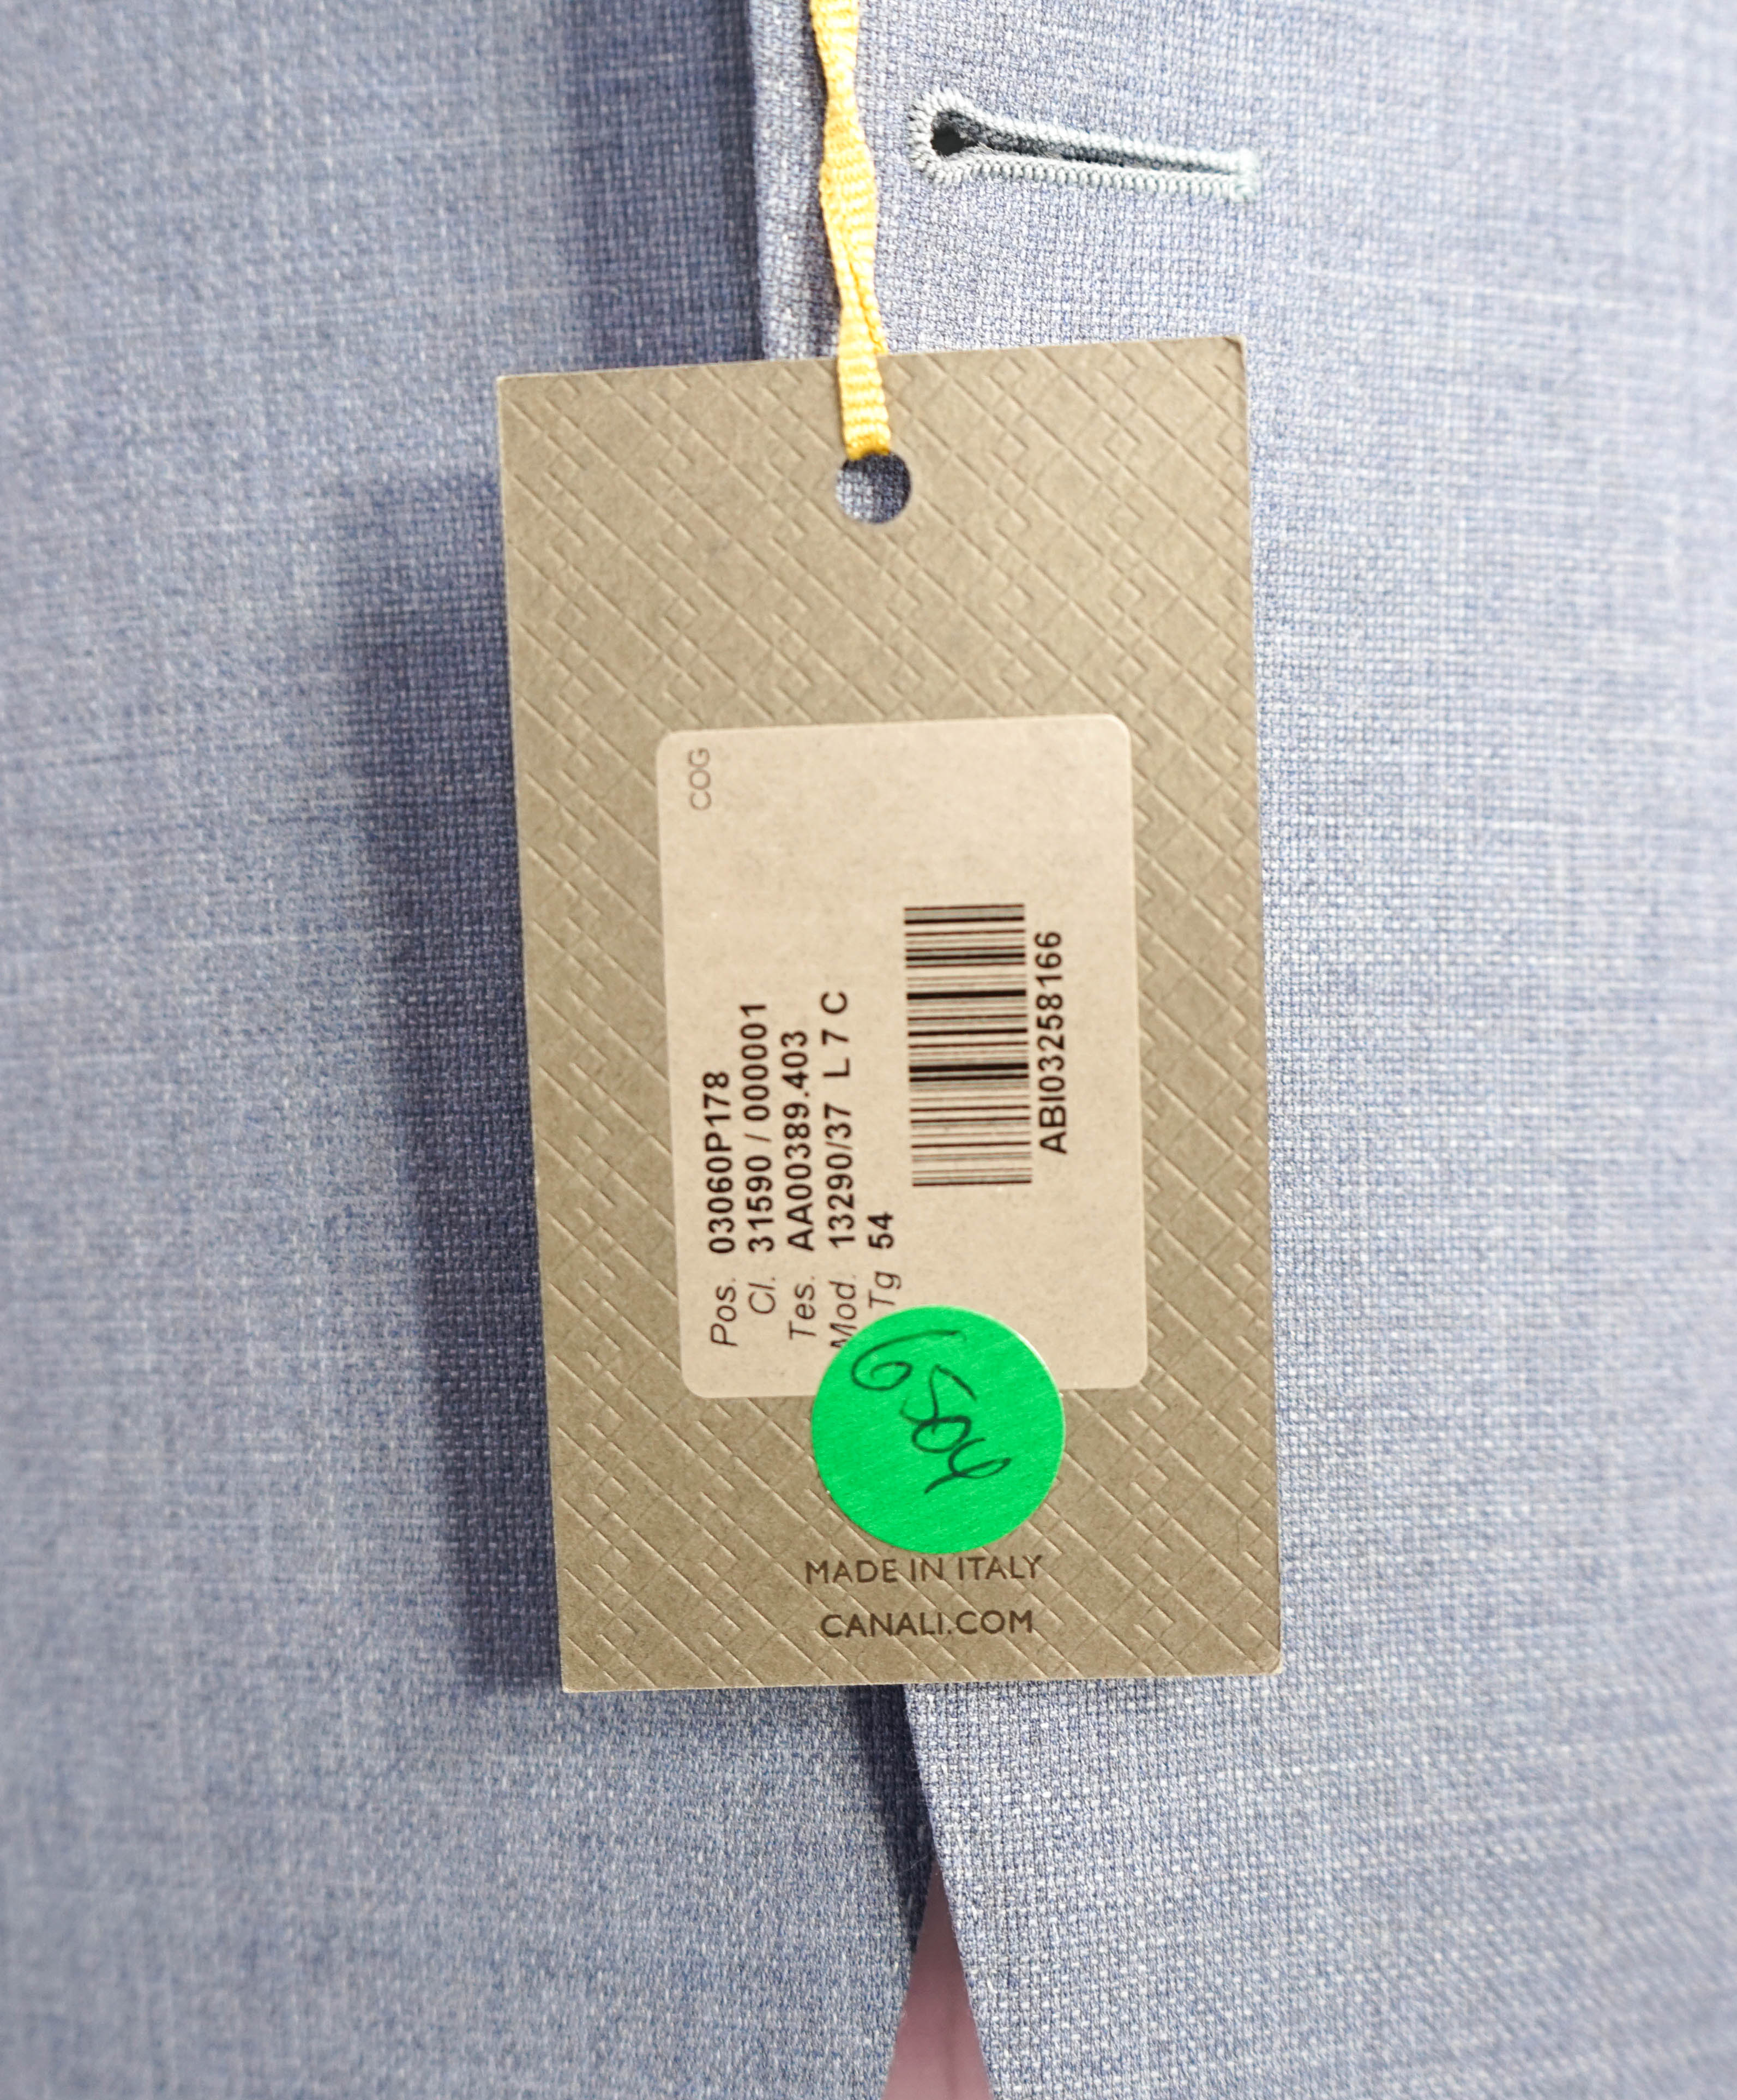 COG
Pos. 03060P178
Cl. 31590 / 000001
Tes. AA00389.403
Mod. 13290/37 L 7 C
Tg 54
ABI03258166
6504
MADE IN ITALY
CANALI.COM